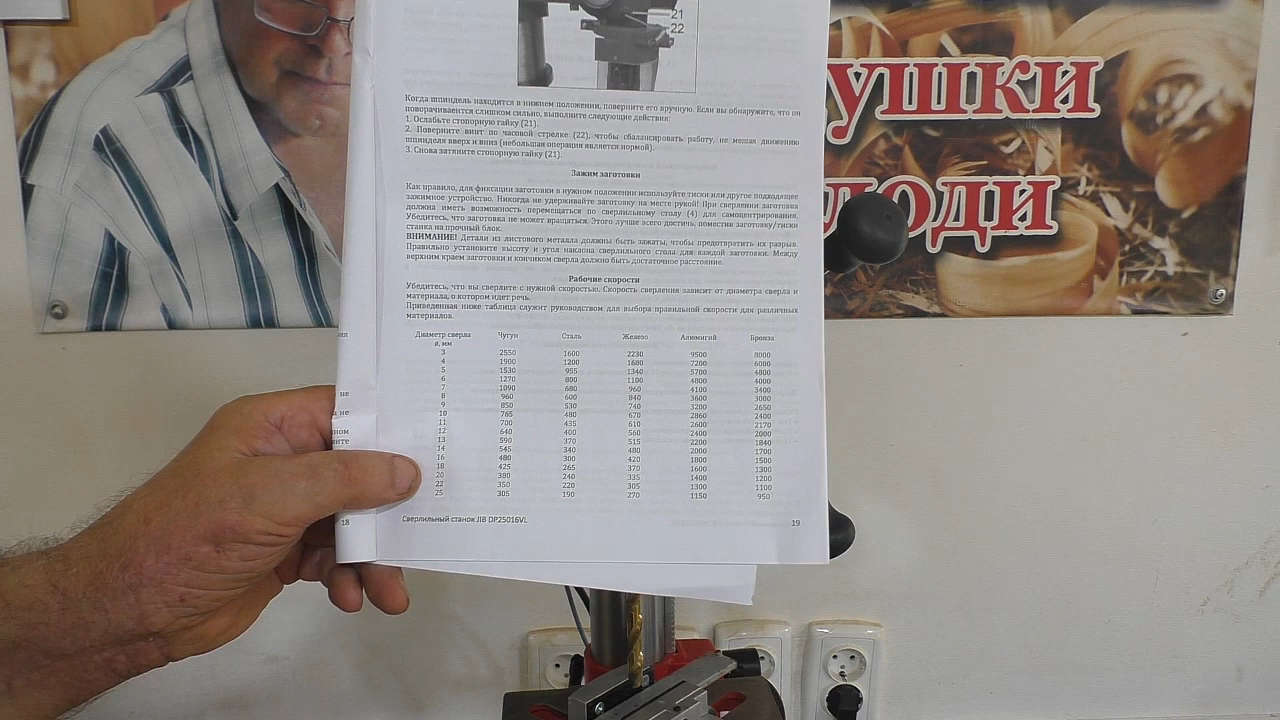 21
22
Когда шпиндель находится в нижнем положении, поверните его вручную. Если вы обнаружите, что он
поворачивается слишком сильно, выполните следующие действия:
1. Ослабьте стопорную гайку (21).
2. Поверните винт по часовой стрелке (22), чтобы сбалансировать работу, не мешая движению
шпинделя вверх и вниз (небольшая операция является нормой).
3. Снова затяните стопорную гайку (21).
Зажим заготовки
Как правило, для фиксации заготовки в нужном положении используйте тиски или другое подходящее
зажимное устройство. Никогда не удерживайте заготовку на месте рукой! При сверлении заготовка
должна иметь возможность перемещаться по сверлильному столу (4) для самоцентрирования.
Убедитесь, что заготовка не может вращаться. Этого лучше всего достичь, поместив заготовку/тиски
станка на прочный блок.
ВНИМАНИЕ! Детали из листового металла должны быть зажаты, чтобы предотвратить их разрыв.
Правильно установите высоту и угол наклона сверлильного стола для каждой заготовки. Между
верхним краем заготовки и кончиком сверла должно быть достаточное расстояние.
Рабочие скорости
Убедитесь, что вы сверлите с нужной скоростью. Скорость сверления зависит от диаметра сверла и
материала, о котором идет речь.
Приведенная ниже таблица служит руководством для выбора правильной скорости для различных
материалов.
Диаметр сверла Чугун Сталь Железо Алюмигий Бронза
ø, мм
3 2550 1600 2230 9500 8000
4 1900 1200 1680 7200 6000
5 1530 955 1340 5700 4800
6 1270 800 1100 4800 4000
7 1090 680 960 4100 3400
8 960 600 840 3600 3000
9 850 530 740 3200 2650
10 765 480 670 2860 2400
11 700 435 610 2600 2170
12 640 400 560 2400 2000
13 590 370 515 2200 1840
14 545 340 480 2000 1700
16 480 300 420 1800 1500
18 425 265 370 1600 1300
20 380 240 335 1400 1200
22 350 220 305 1300 1100
25 305 190 270 1150 950
Сверлильный станок JIB DP25016VL 19
18
ушки
лоди